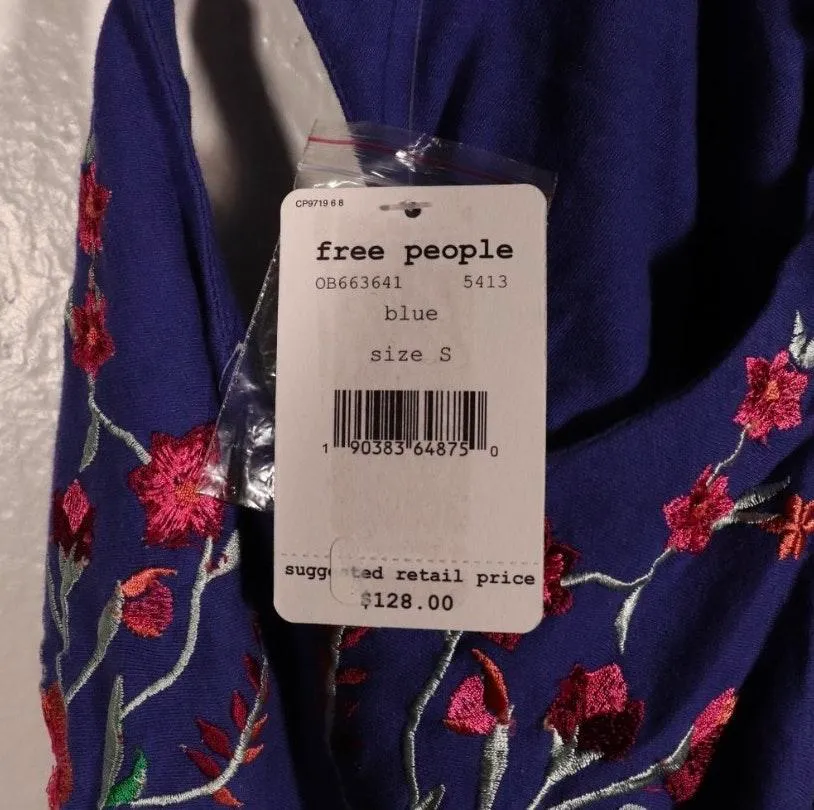 CP9719 6 8
free people
OB663641 5413
blue
size S
1 90383 64875 0
suggested retail price
$128.00